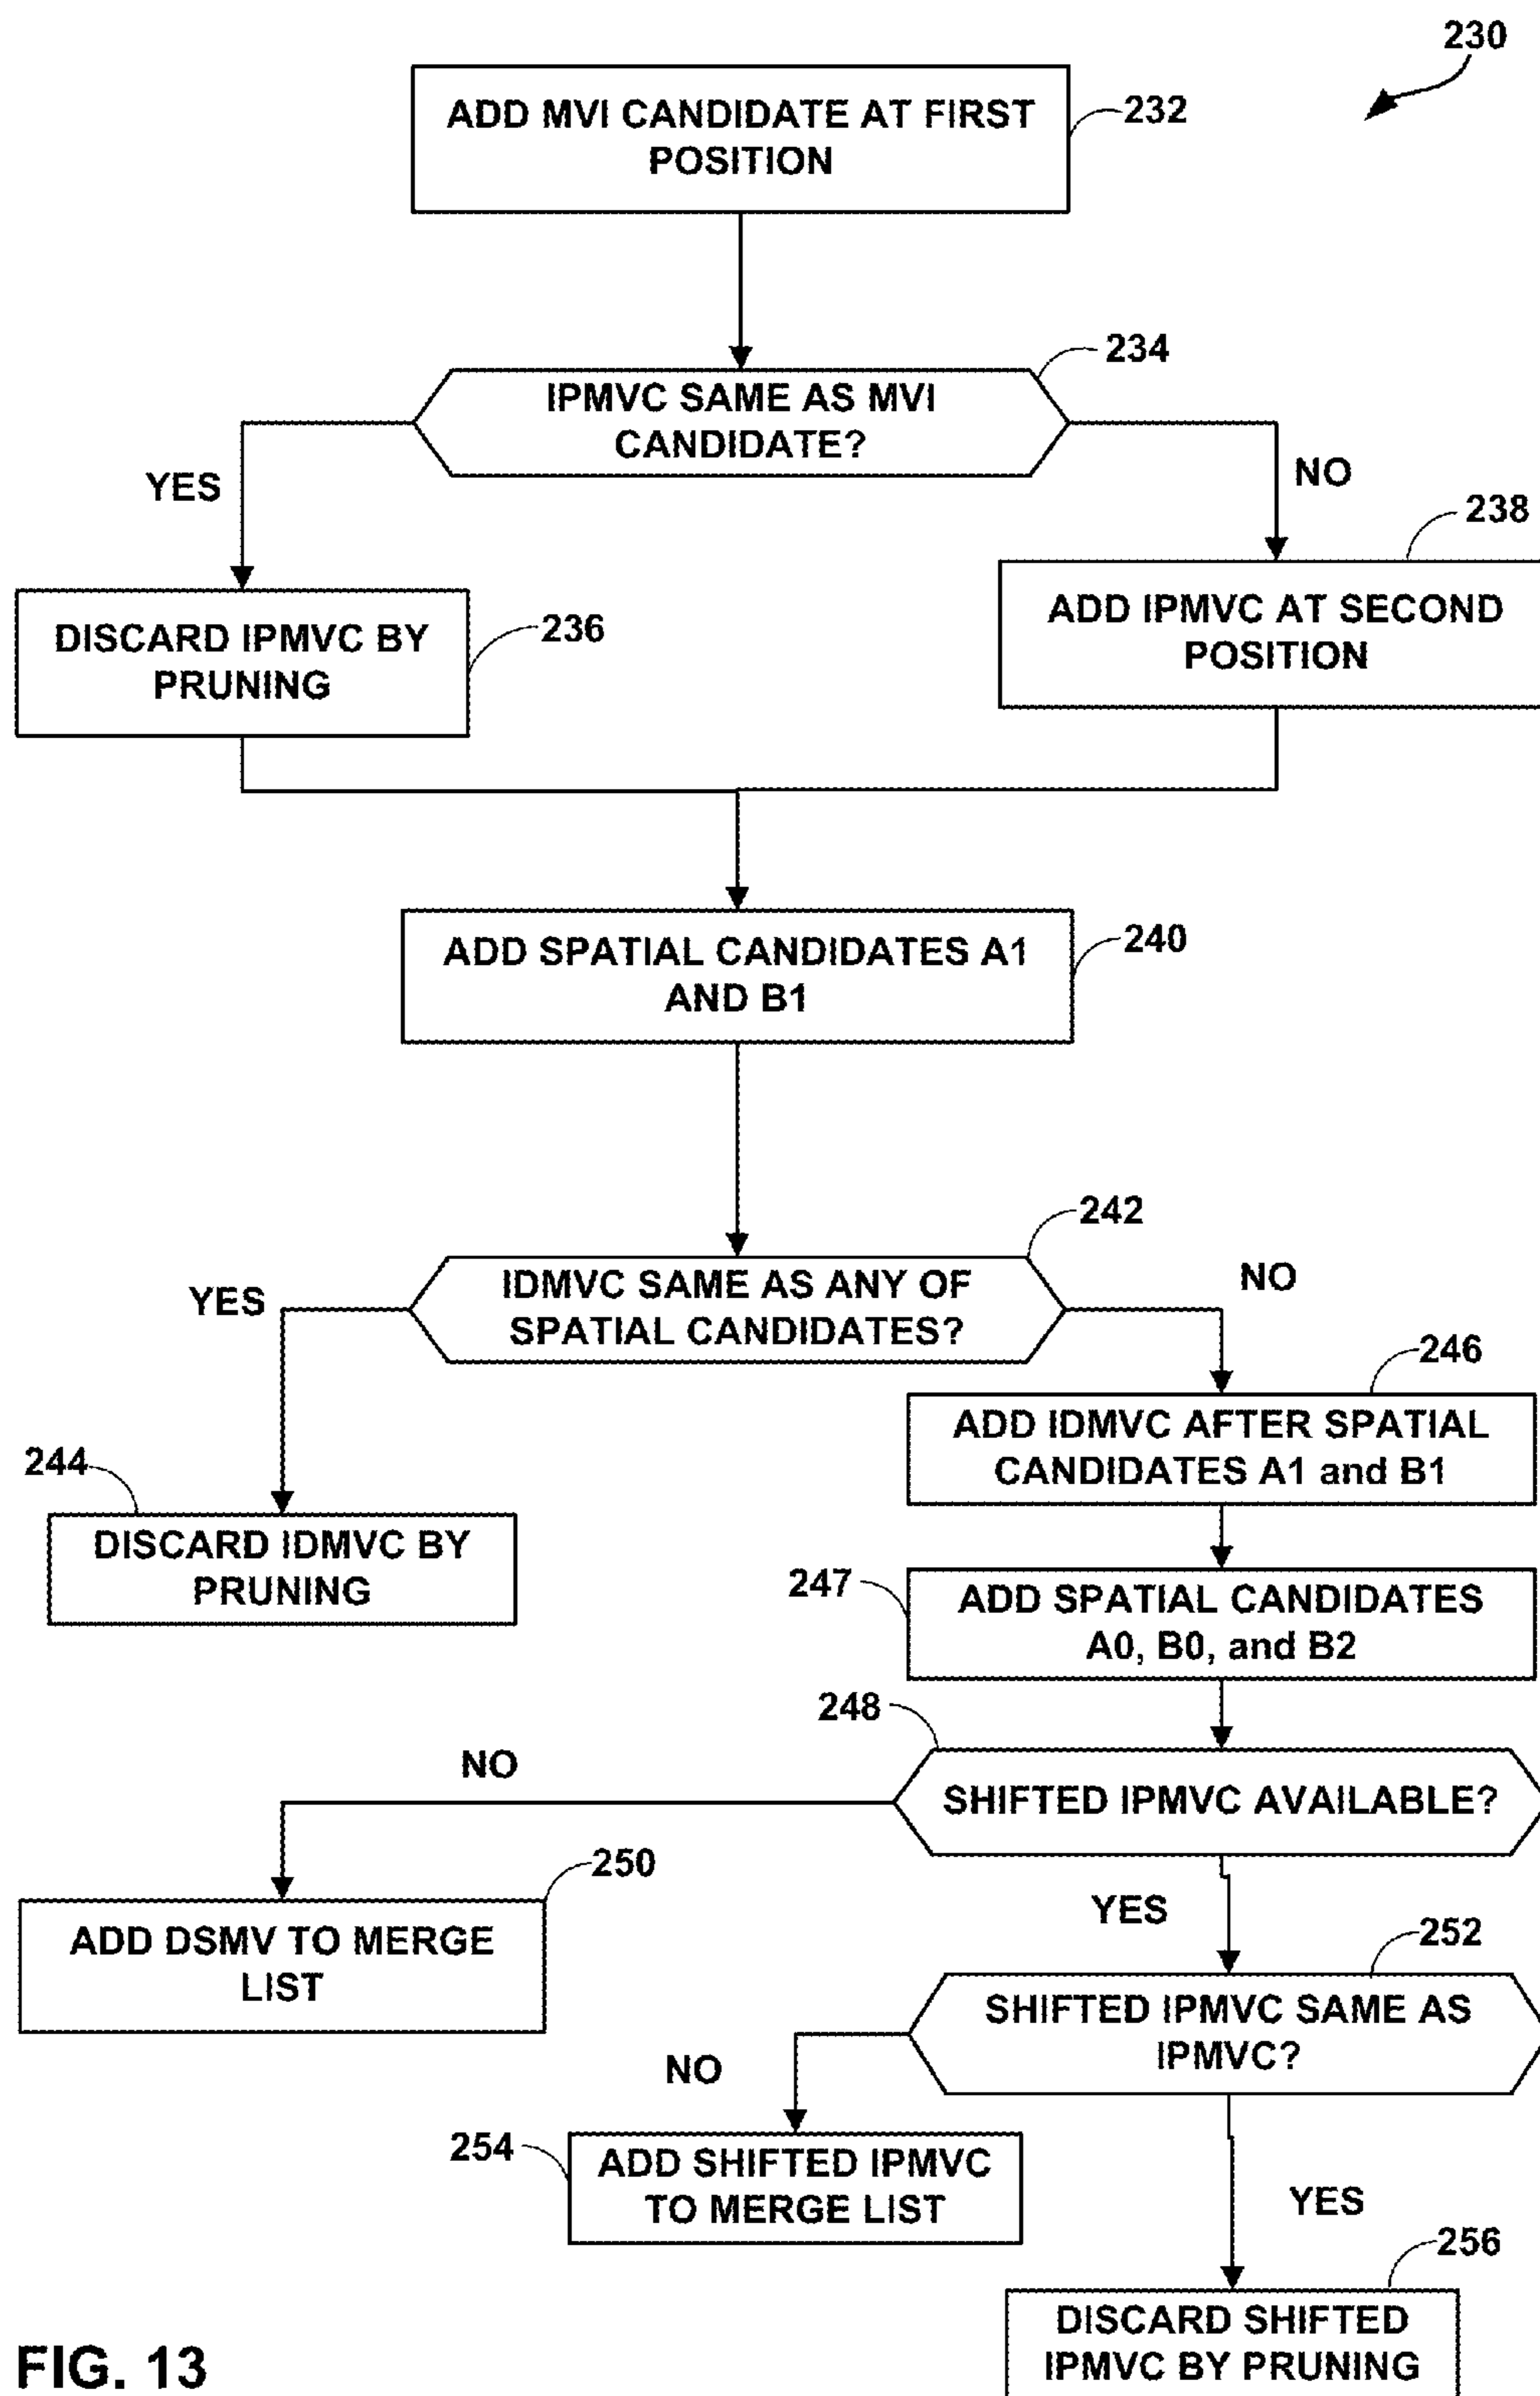 230
ADD MVI CANDIDATE AT FIRST
POSITION
232
234
IPMVC SAME AS MVI
CANDIDATE?
YES
NO
238
DISCARD IPMVC BY
PRUNING
236
ADD IPMVC AT SECOND
POSITION
ADD SPATIAL CANDIDATES A1
AND B1
240
242
IDMVC SAME AS ANY OF
SPATIAL CANDIDATES?
YES
NO
246
ADD IDMVC AFTER SPATIAL
CANDIDATES A1 and B1
244
DISCARD IDMVC BY
PRUNING
247
ADD SPATIAL CANDIDATES
A0, B0, and B2
248
NO
SHIFTED IPMVC AVAILABLE?
250
ADD DSMV TO MERGE
LIST
YES
252
SHIFTED IPMVC SAME AS
IPMVC?
NO
254
ADD SHIFTED IPMVC
TO MERGE LIST
YES
256
DISCARD SHIFTED
IPMVC BY PRUNING
FIG. 13